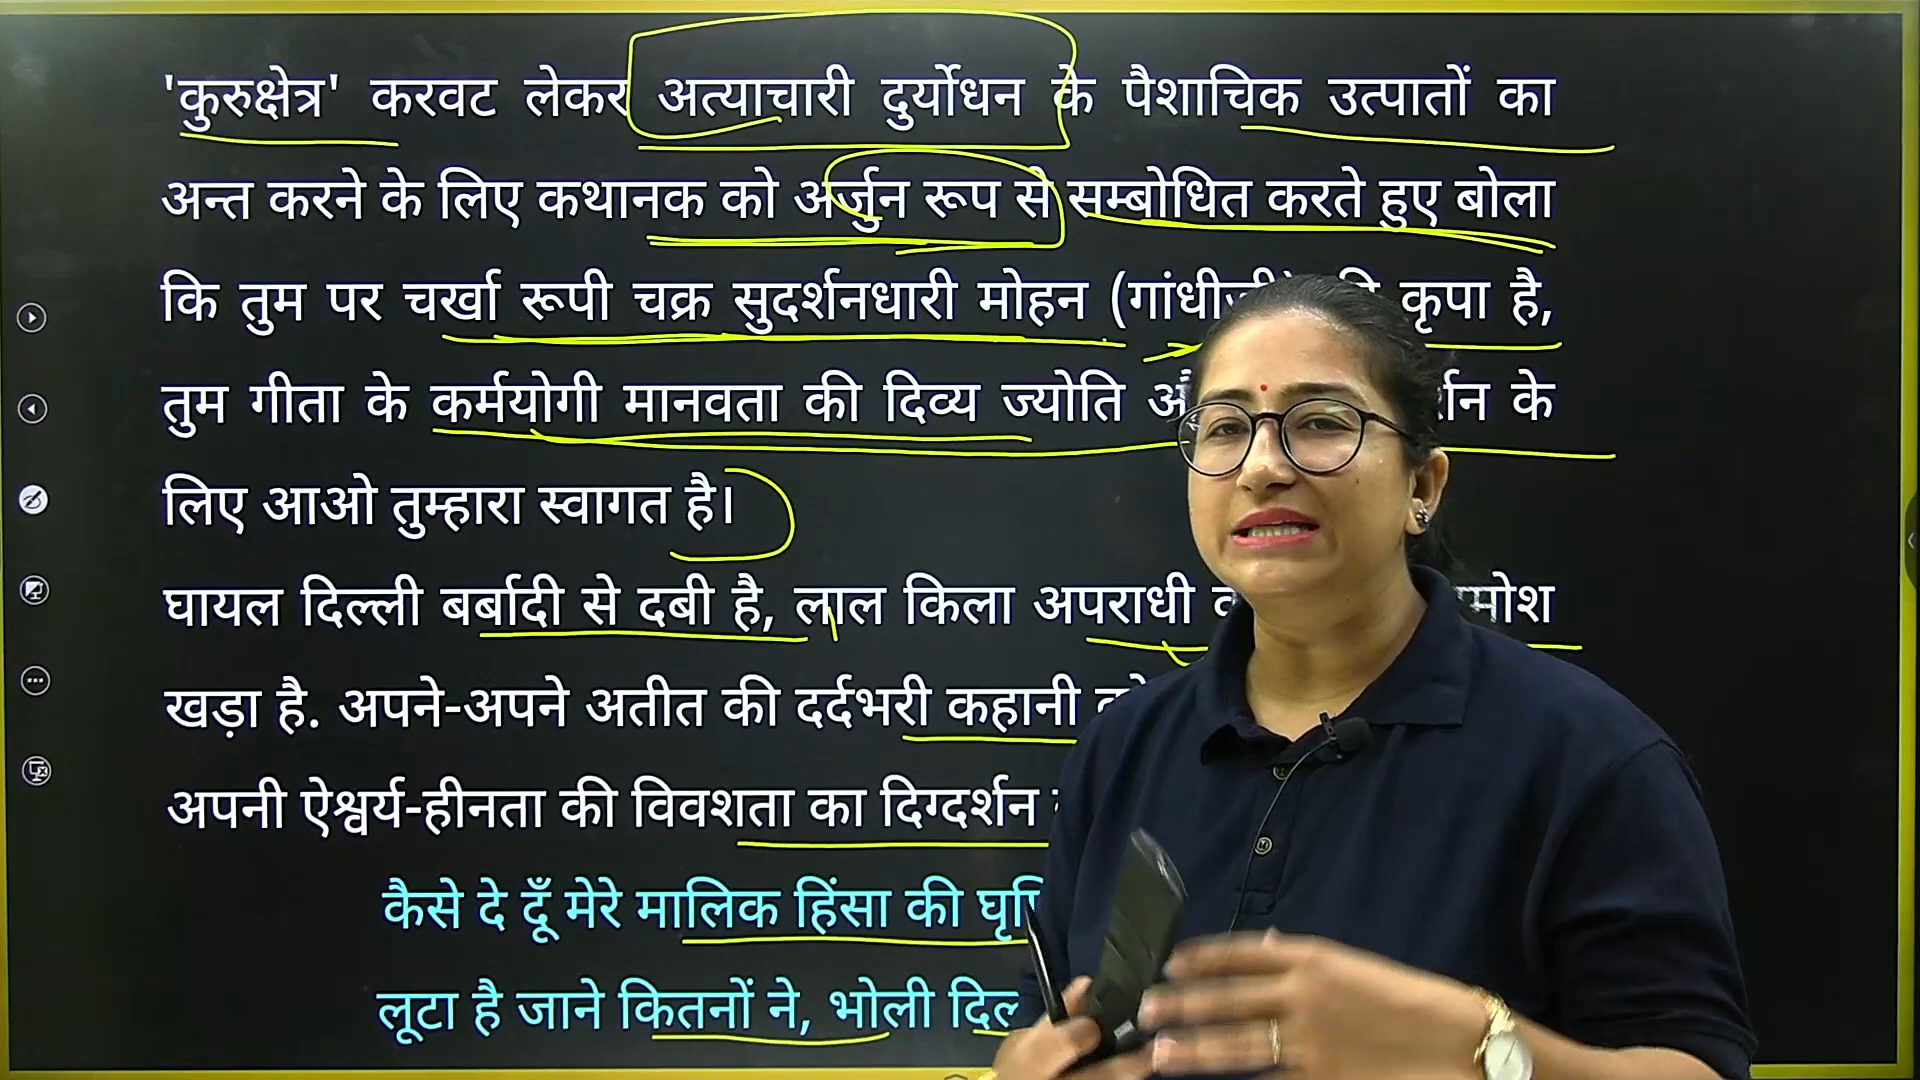 'कुरुक्षेत्र' करवट लेकर अत्याचारी दुर्योधन के पैशाचिक उत्पातों का
अन्त करने के लिए कथानक को अर्जुन रूप से सम्बोधित करते हुए बोला
कि तुम पर चर्खा रूपी चक्र सुदर्शनधारी मोहन कृपा है,
तुम गीता के कर्मयोगी मानवता की दिव्य ज्योति के
लिए आओ तुम्हारा स्वागत है।
घायल दिल्ली बर्बादी से दबी है, लाल किला अपराधी
खड़ा है. अपने-अपने अतीत की दर्दभरी कहानी
अपनी ऐश्वर्य-हीनता की विवशता का दिग्दर्शन
कैसे दे दूँ मेरे मालिक हिंसा की
लूटा है जाने कितनों ने, भोली